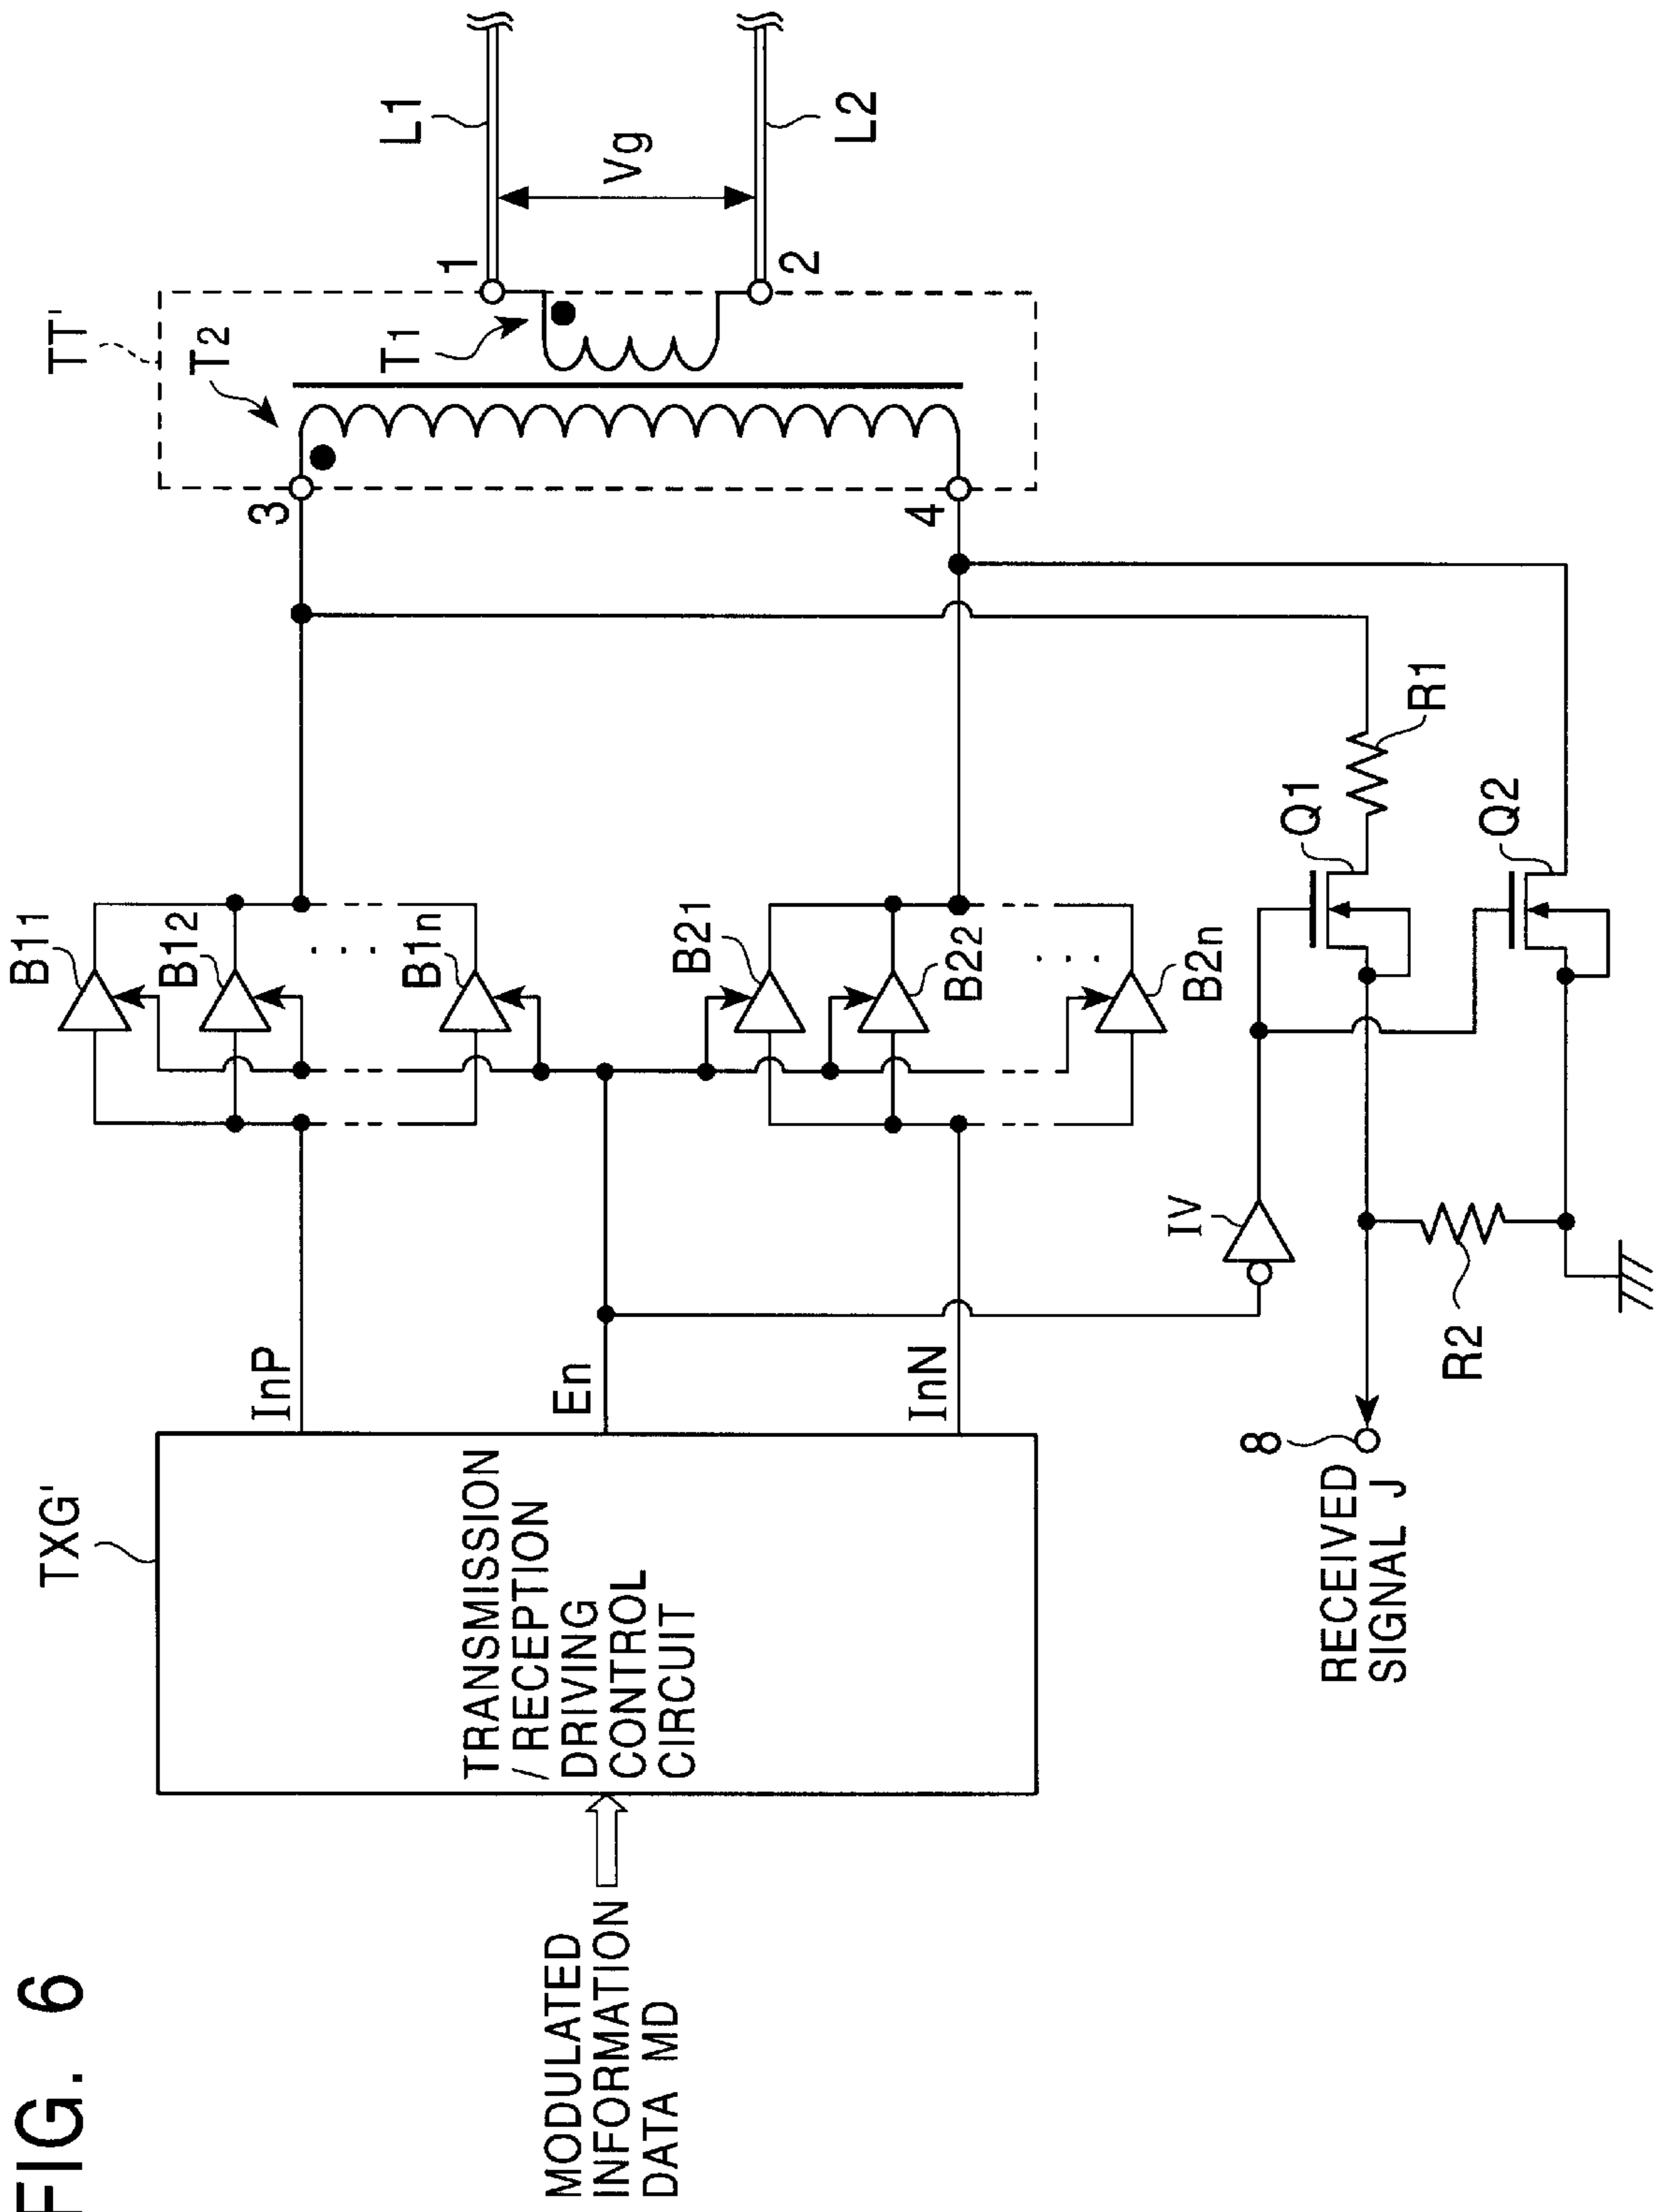 FIG. 6
MODULATED
INFORMATION
DATA MD
TXG'
TRANSMISSION
/RECEPTION
DRIVING
CONTROL
CIRCUIT
InP
En
InN
B11
B12
B1n
B21
B22
B2n
TT'
T2
T1
3
4
1
2
L1
L2
Vg
IV
Q1
R1
Q2
R2
8
RECEIVED
SIGNAL J